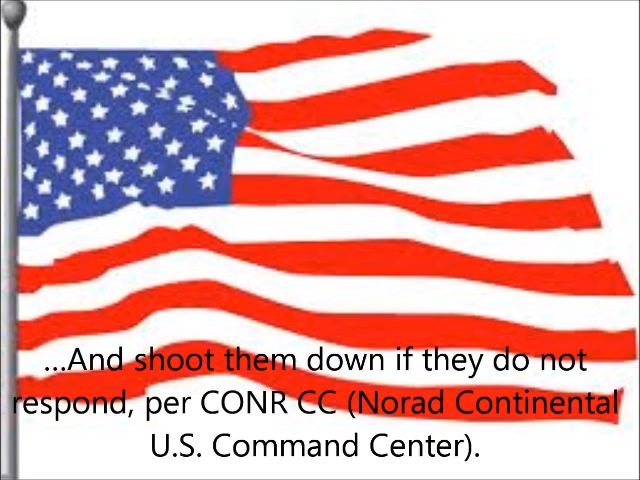 …And shoot them down if they do not
respond, per CONR CC (Norad Continental
U.S. Command Center).